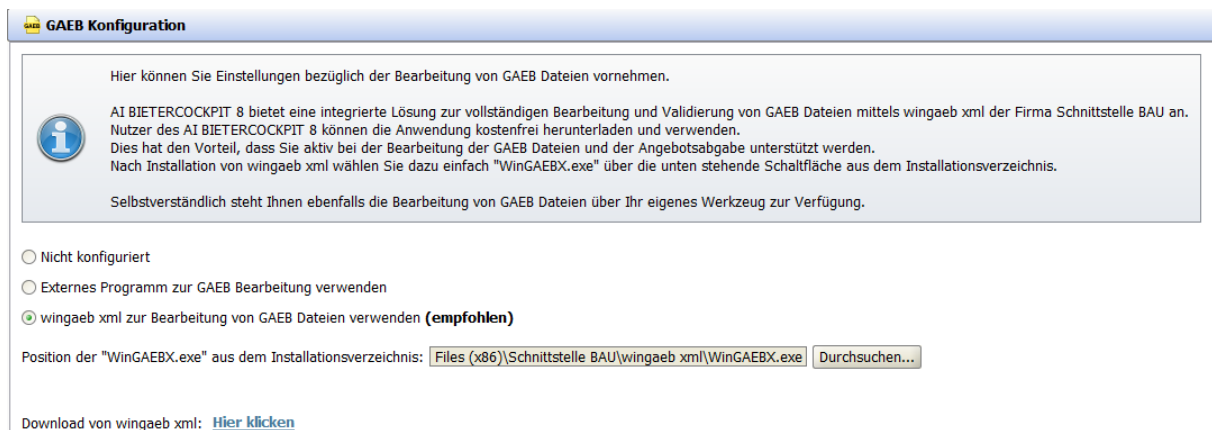 GAEB Konfiguration
Hier können Sie Einstellungen bezüglich der Bearbeitung von GAEB Dateien vornehmen.
AI BIETERCOCKPIT 8 bietet eine integrierte Lösung zur vollständigen Bearbeitung und Validierung von GAEB Dateien mittels wingaeb xml der Firma Schnittstelle BAU an.
Nutzer des AI BIETERCOCKPIT 8 können die Anwendung kostenfrei herunterladen und verwenden.
Dies hat den Vorteil, dass Sie aktiv bei der Bearbeitung der GAEB Dateien und der Angebotsabgabe unterstützt werden.
Nach Installation von wingaeb xml wählen Sie dazu einfach "WinGAEBX.exe" über die unten stehende Schaltfläche aus dem Installationsverzeichnis.
Selbstverständlich steht Ihnen ebenfalls die Bearbeitung von GAEB Dateien über Ihr eigenes Werkzeug zur Verfügung.
Nicht konfiguriert
Externes Programm zur GAEB Bearbeitung verwenden
wingaeb xml zur Bearbeitung von GAEB Dateien verwenden (empfohlen)
Position der "WinGAEBX.exe" aus dem Installationsverzeichnis: Files (x86)\Schnittstelle BAU\wingaeb xml\WinGAEBX.exe Durchsuchen...
Download von wingaeb xml: Hier klicken